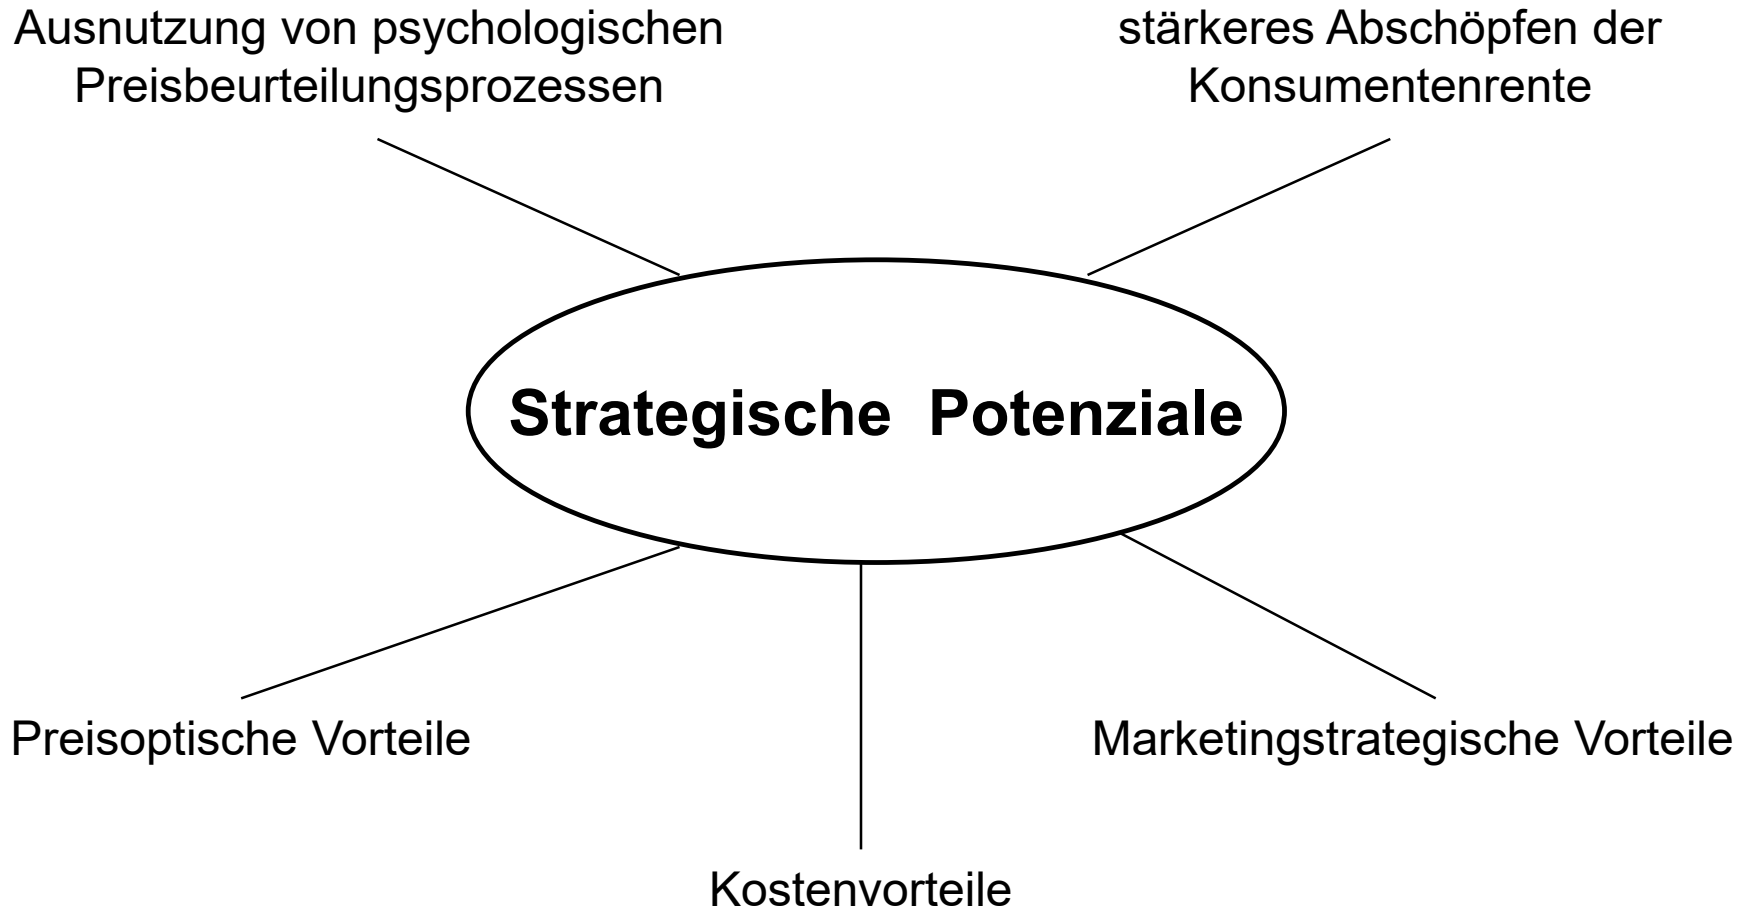 Ausnutzung von psychologischen
Preisbeurteilungsprozessen
stärkeres Abschöpfen der
Konsumentenrente
Strategische Potenziale
Preisoptische Vorteile
Marketingstrategische Vorteile
Kostenvorteile